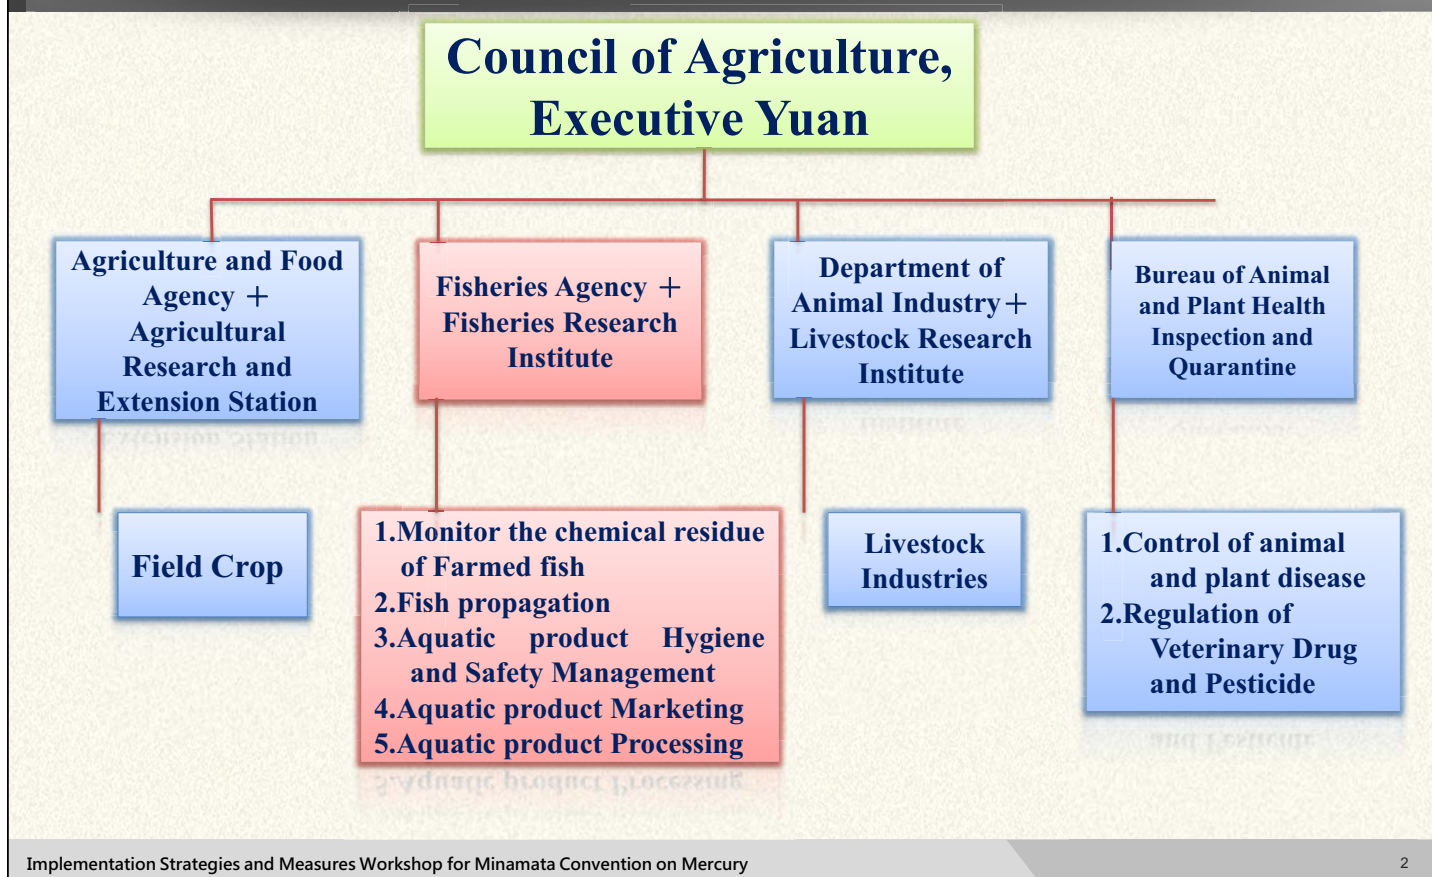 Council of Agriculture,
Executive Yuan
Agriculture and Food
Agency +
Agricultural
Research and
Extension Station
Fisheries Agency +
Fisheries Research
Institute
Department of
Animal Industry+
Livestock Research
Institute
Bureau of Animal
and Plant Health
Inspection and
Quarantine
Field Crop
1.Monitor the chemical residue
of Farmed fish
2.Fish propagation
3.Aquatic product Hygiene
and Safety Management
4.Aquatic product Marketing
5.Aquatic product Processing
Livestock
Industries
1.Control of animal
and plant disease
2.Regulation of
Veterinary Drug
and Pesticide
Implementation Strategies and Measures Workshop for Minamata Convention on Mercury
2